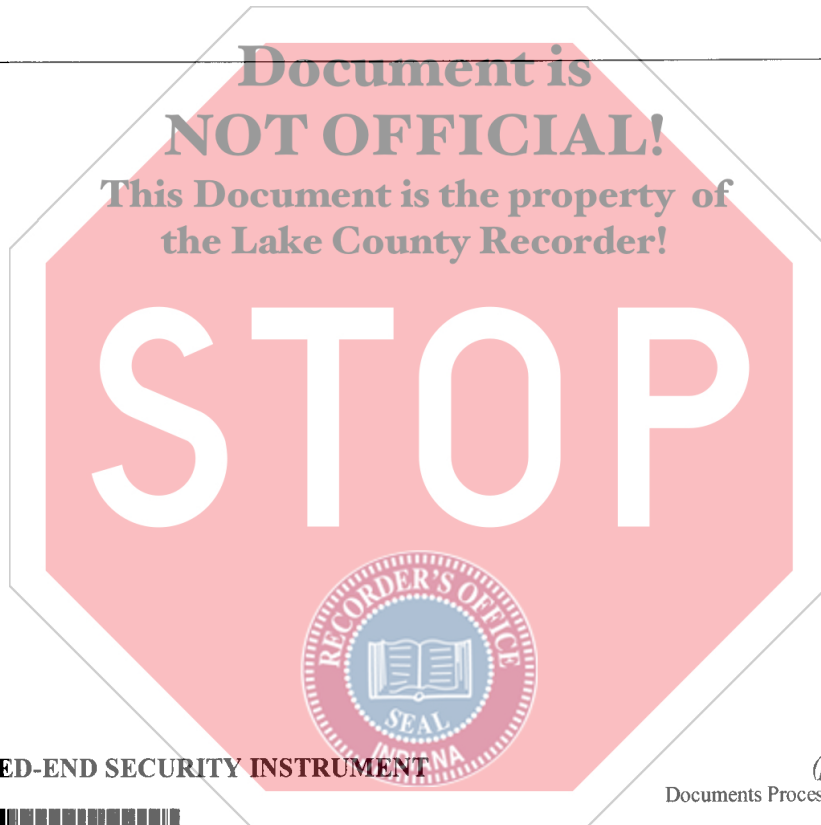 Document is
NOT OFFICIAL!
This Document is the property of
the Lake County Recorder!
STOP
RECORDER'S OFFICE
SEAL
INDIANA
ED-END SECURITY INSTRUMENT
Documents Proces